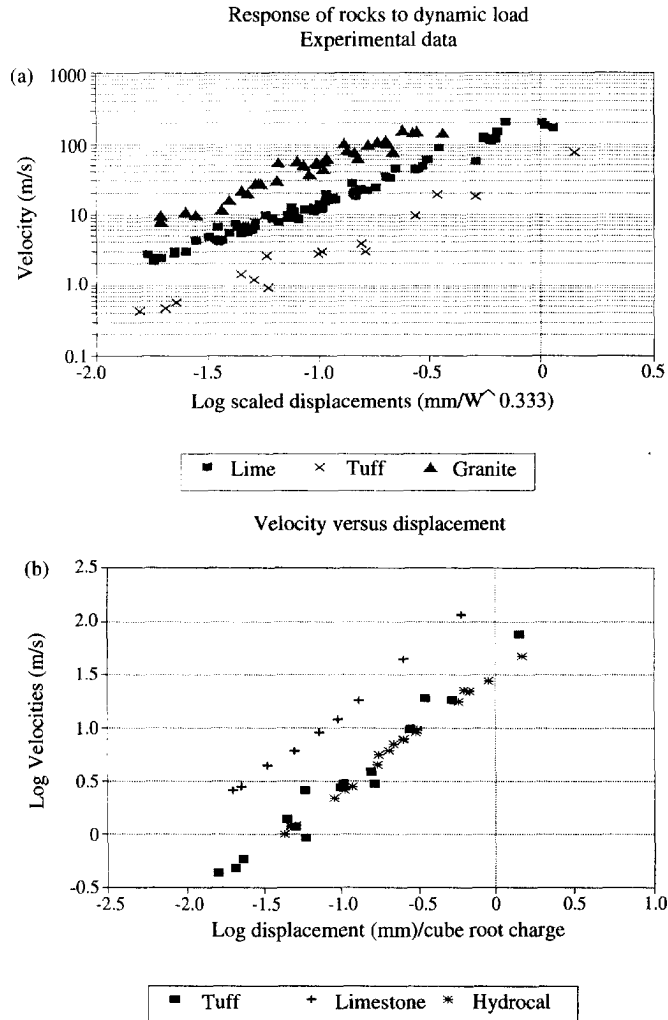 Response of rocks to dynamic load
Experimental data
(a)
1000
100
10
1.0
0.1
Velocity (m/s)
-2.0 -1.5 -1.0 -0.5 0 0.5
Log scaled displacements (mm/W^0.333)
Lime Tuff Granite
Velocity versus displacement
(b)
2.5
2.0
1.5
1.0
0.5
0
-0.5
Log Velocities (m/s)
-2.5 -2.0 -1.5 -1.0 -0.5 0 0.5 1.0
Log displacement (mm)/cube root charge
Tuff Limestone Hydrocal